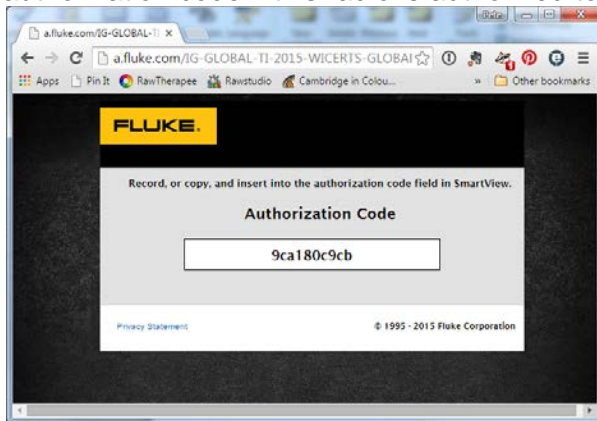 a.fluke.com/IG-GLOBAL-TI
a.fluke.com/IG-GLOBAL-TI-2015-WICERTS-GLOBAL
Apps Pin It RawTherapee Rawstudio Cambridge in Colou... » Other bookmarks
FLUKE.
Record, or copy, and insert into the authorization code field in SmartView.
Authorization Code
9ca180c9cb
Privacy Statement © 1995 - 2015 Fluke Corporation